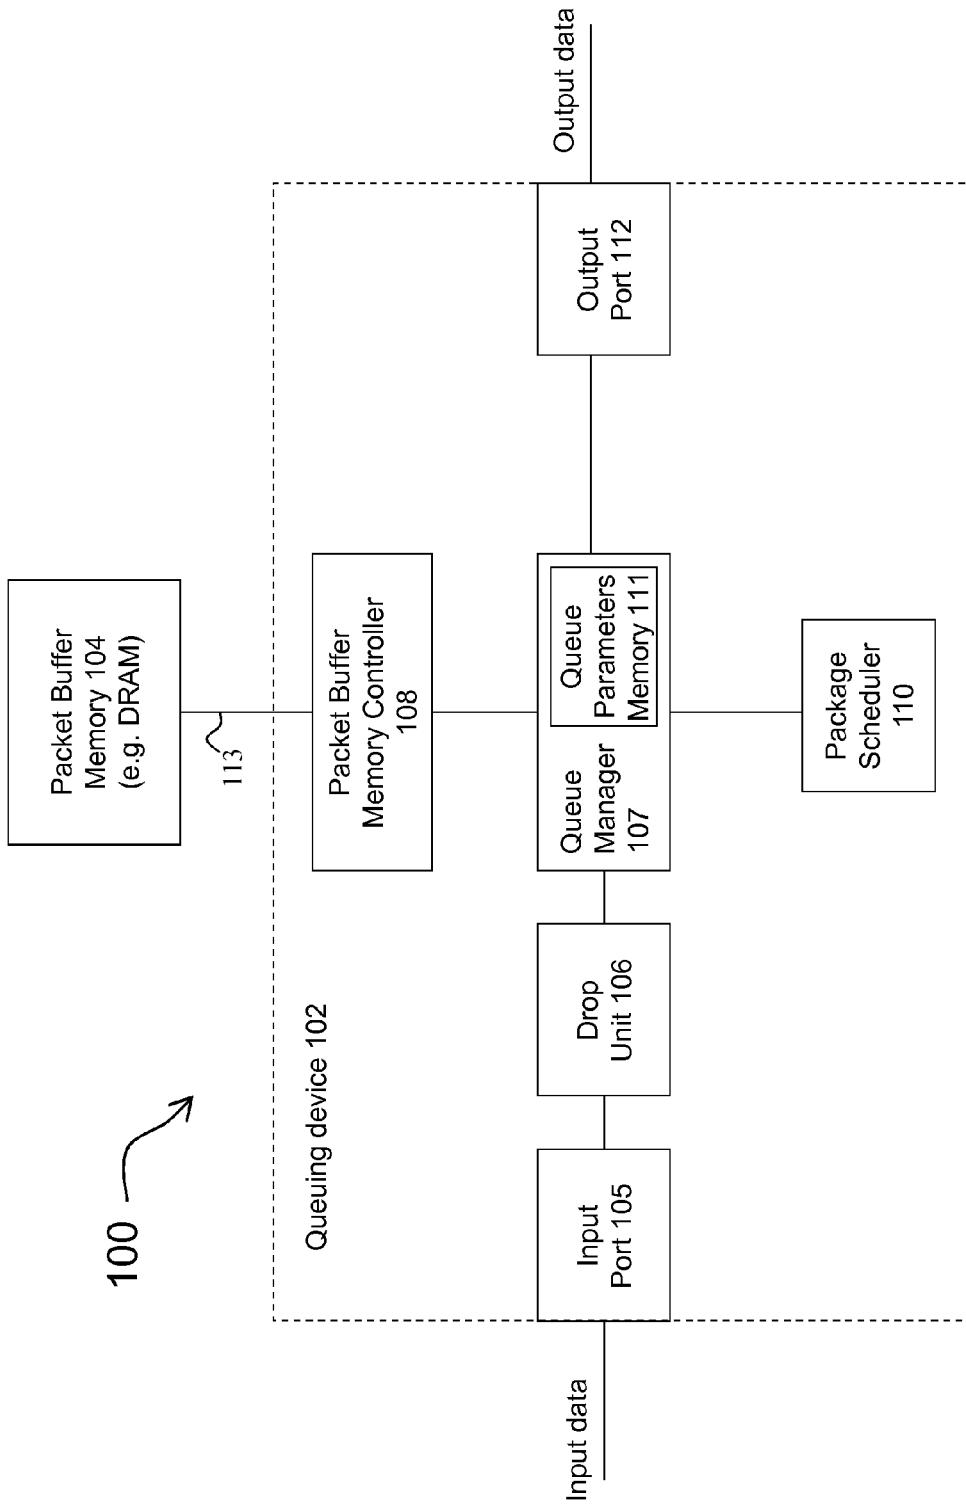 100
Packet Buffer
Memory 104
(e.g. DRAM)
113
Queuing device 102
Packet Buffer
Memory Controller
108
Input data
Input
Port 105
Drop
Unit 106
Queue
Manager
107
Queue
Parameters
Memory 111
Output
Port 112
Output data
Package
Scheduler
110